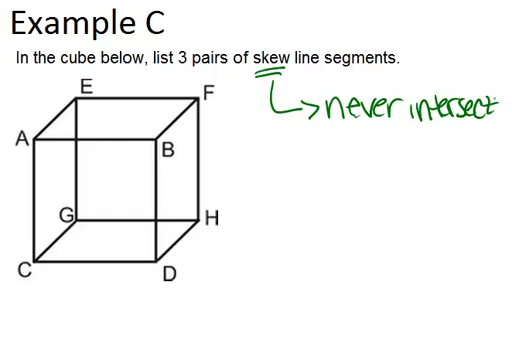 Example C
In the cube below, list 3 pairs of skew line segments.
never intersect
E
F
A
B
G
H
C
D